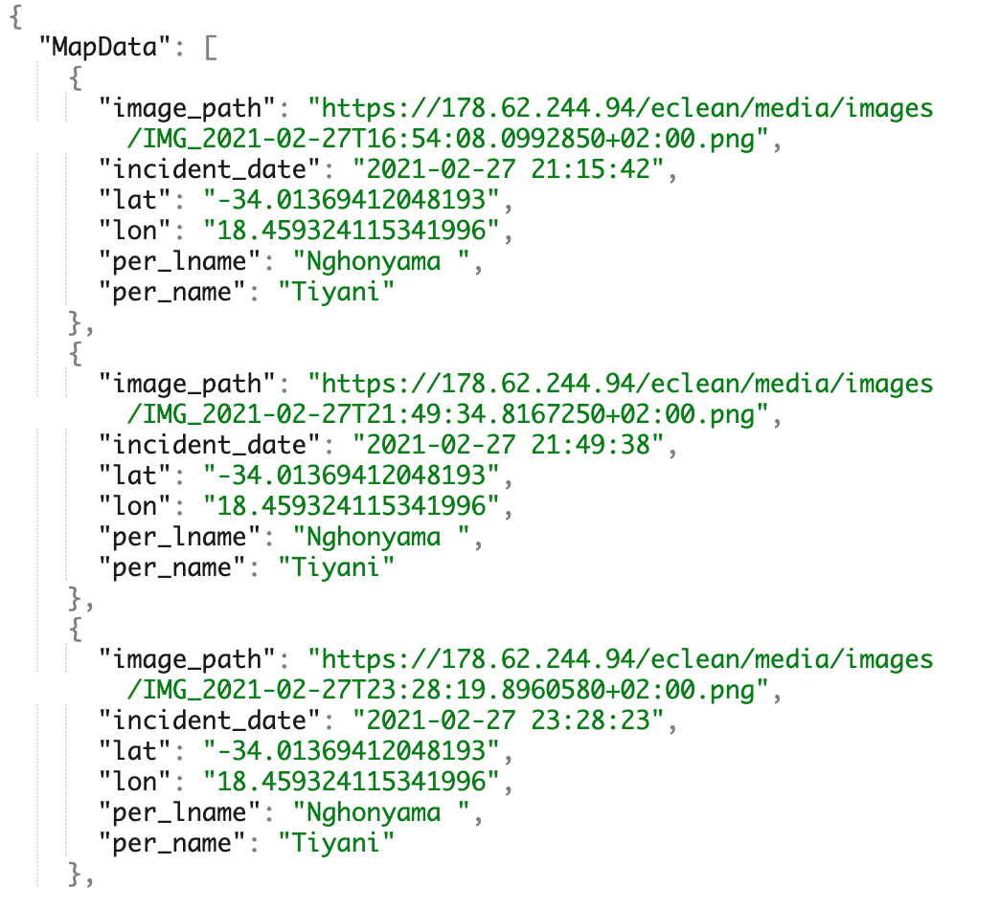 {
"MapData": [
{
"image_path": "https://178.62.244.94/eclean/media/images
/IMG_2021-02-27T16:54:08.0992850+02:00.png",
"incident_date": "2021-02-27 21:15:42",
"lat": "-34.01369412048193",
"lon": "18.459324115341996",
"per_lname": "Nghonyama ",
"per_name": "Tiyani"
},
{
"image_path": "https://178.62.244.94/eclean/media/images
/IMG_2021-02-27T21:49:34.8167250+02:00.png",
"incident_date": "2021-02-27 21:49:38",
"lat": "-34.01369412048193",
"lon": "18.459324115341996",
"per_lname": "Nghonyama ",
"per_name": "Tiyani"
},
{
"image_path": "https://178.62.244.94/eclean/media/images
/IMG_2021-02-27T23:28:19.8960580+02:00.png",
"incident_date": "2021-02-27 23:28:23",
"lat": "-34.01369412048193",
"lon": "18.459324115341996",
"per_lname": "Nghonyama ",
"per_name": "Tiyani"
},